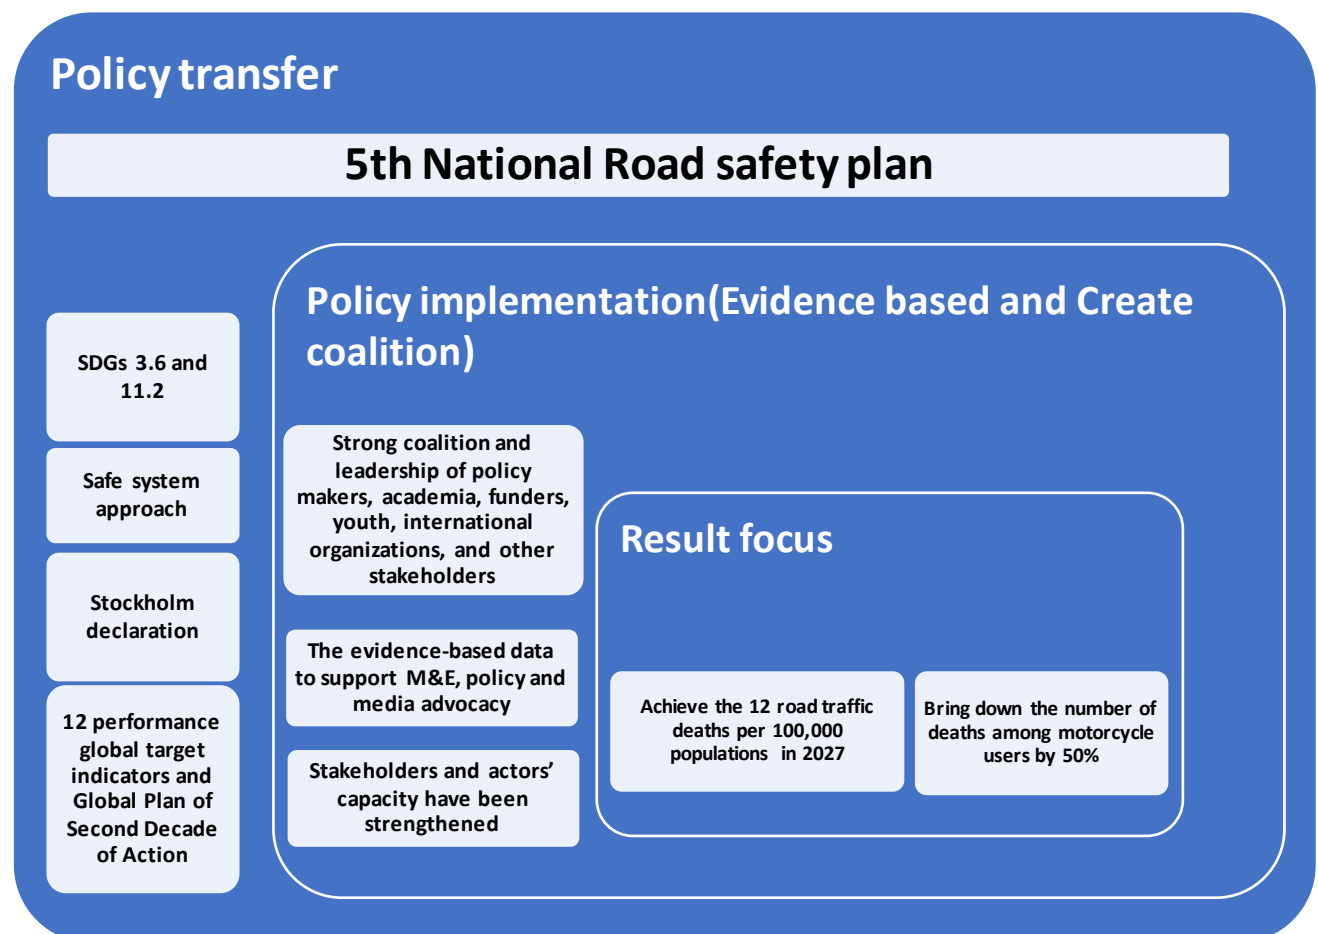 Policy transfer
5th National Road safety plan
SDGs 3.6 and
11.2
Safe system
approach
Stockholm
declaration
12 performance
global target
indicators and
Global Plan of
Second Decade
of Action
Policy implementation(Evidence based and Create
coalition)
Strong coalition and
leadership of policy
makers, academia, funders,
youth, international
organizations, and other
stakeholders
The evidence-based data
to support M&E, policy and
media advocacy
Stakeholders and actors’
capacity have been
strengthened
Result focus
Achieve the 12 road traffic
deaths per 100,000
populations in 2027
Bring down the number of
deaths among motorcycle
users by 50%